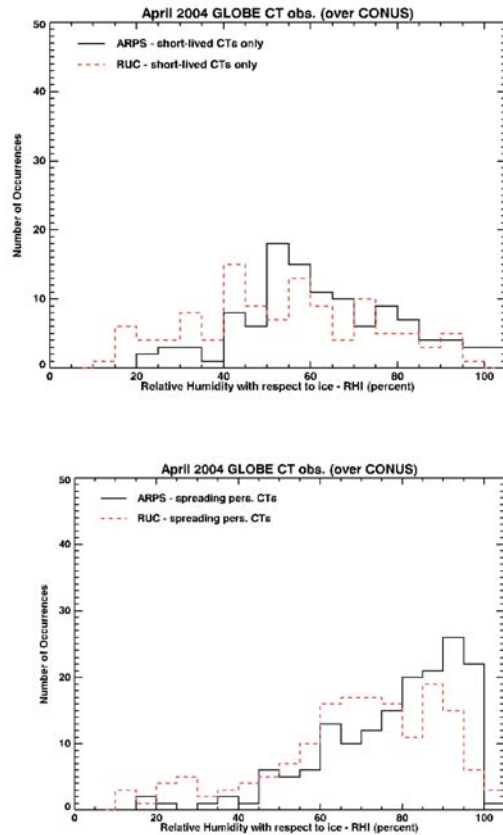 April 2004 GLOBE CT obs. (over CONUS)
50
ARPS - short-lived CTs only
RUC - short-lived CTs only
40
30
Number of Occurrences
20
10
0
0 20 40 60 80 100
Relative Humidity with respect to ice - RHI (percent)
April 2004 GLOBE CT obs. (over CONUS)
50
ARPS - spreading pers. CTs
RUC - spreading pers. CTs
40
30
Number of Occurrences
20
10
0
0 20 40 60 80 100
Relative Humidity with respect to ice - RHI (percent)